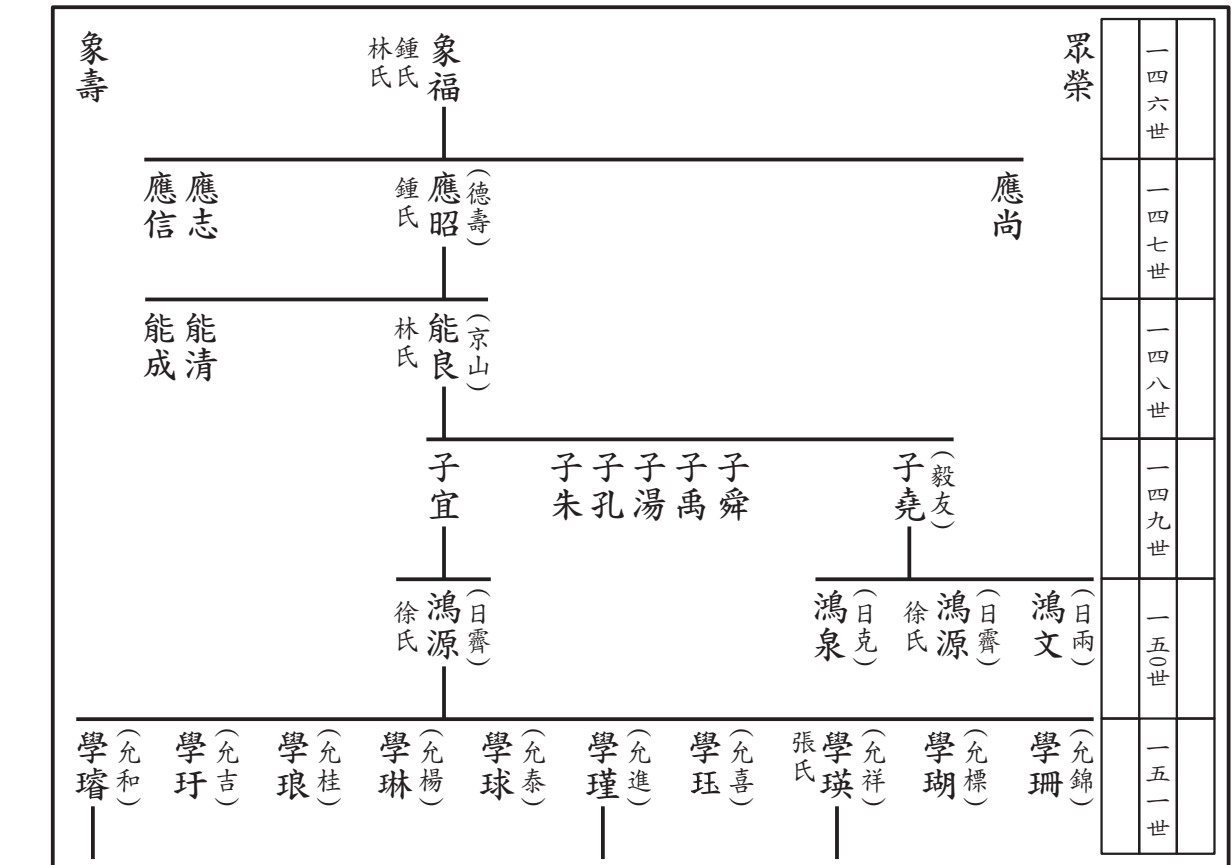 一四六世
眾榮
象福
鍾氏
林氏
象壽
一四七世
應尚
(德壽)
應昭
鍾氏
應志
應信
一四八世
(京山)
能良
林氏
能清
能成
一四九世
(毅友)
子堯
子舜
子禹
子湯
子孔
子朱
子宜
一五○世
(日雨)
鴻文
(日霽)
鴻源
徐氏
(日克)
鴻泉
(日霽)
鴻源
徐氏
一五一世
(允錦)
學珊
(允標)
學瑚
(允祥)
學瑛
張氏
(允喜)
學珏
(允進)
學瑾
(允泰)
學球
(允楊)
學琳
(允桂)
學琅
(允吉)
學玗
(允和)
學璿